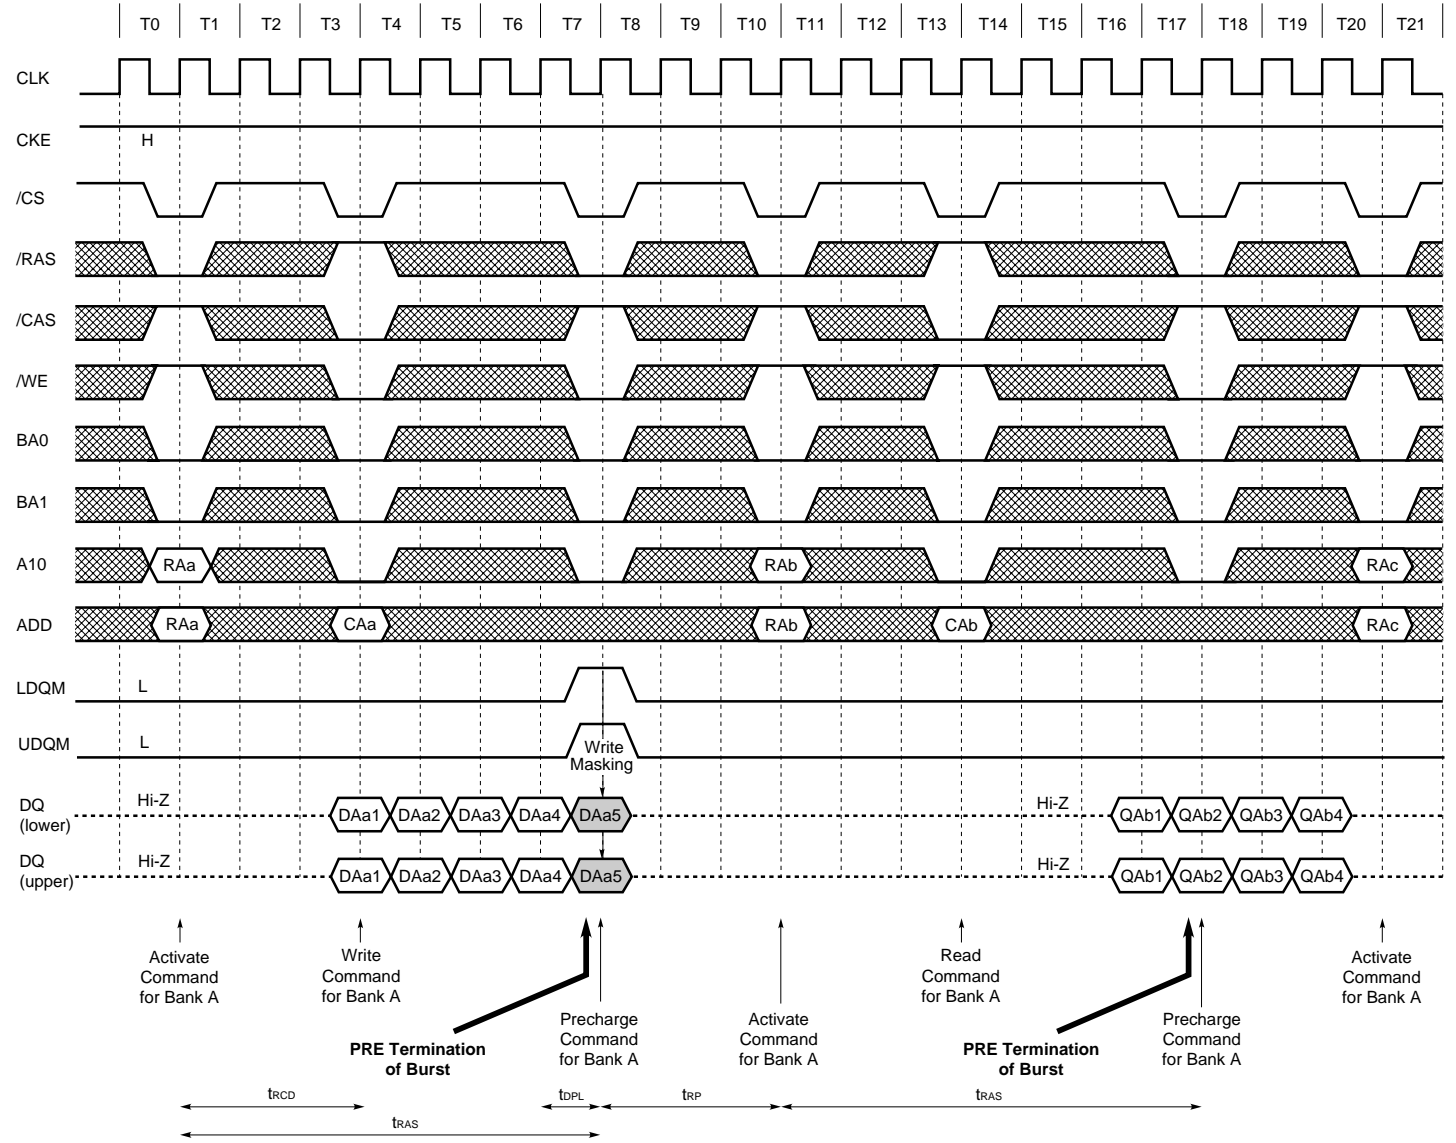 T0 T1 T2 T3 T4 T5 T6 T7 T8 T9 T10 T11 T12 T13 T14 T15 T16 T17 T18 T19 T20 T21
CLK
CKE H
/CS
/RAS
/CAS
/WE
BA0
BA1
A10 RAa RAb RAc
ADD RAa CAa RAb CAb RAc
LDQM L
UDQM L Write
Masking
DQ Hi-Z Hi-Z
(lower) DAa1 DAa2 DAa3 DAa4 DAa5 QAb1 QAb2 QAb3 QAb4
DQ Hi-Z Hi-Z
(upper) DAa1 DAa2 DAa3 DAa4 DAa5 QAb1 QAb2 QAb3 QAb4
Activate
Command
for Bank A
Write
Command
for Bank A
Read
Command
for Bank A
Activate
Command
for Bank A
PRE Termination
of Burst
Precharge
Command
for Bank A
Activate
Command
for Bank A
PRE Termination
of Burst
Precharge
Command
for Bank A
tRCD tDPL tRP tRAS
tRAS